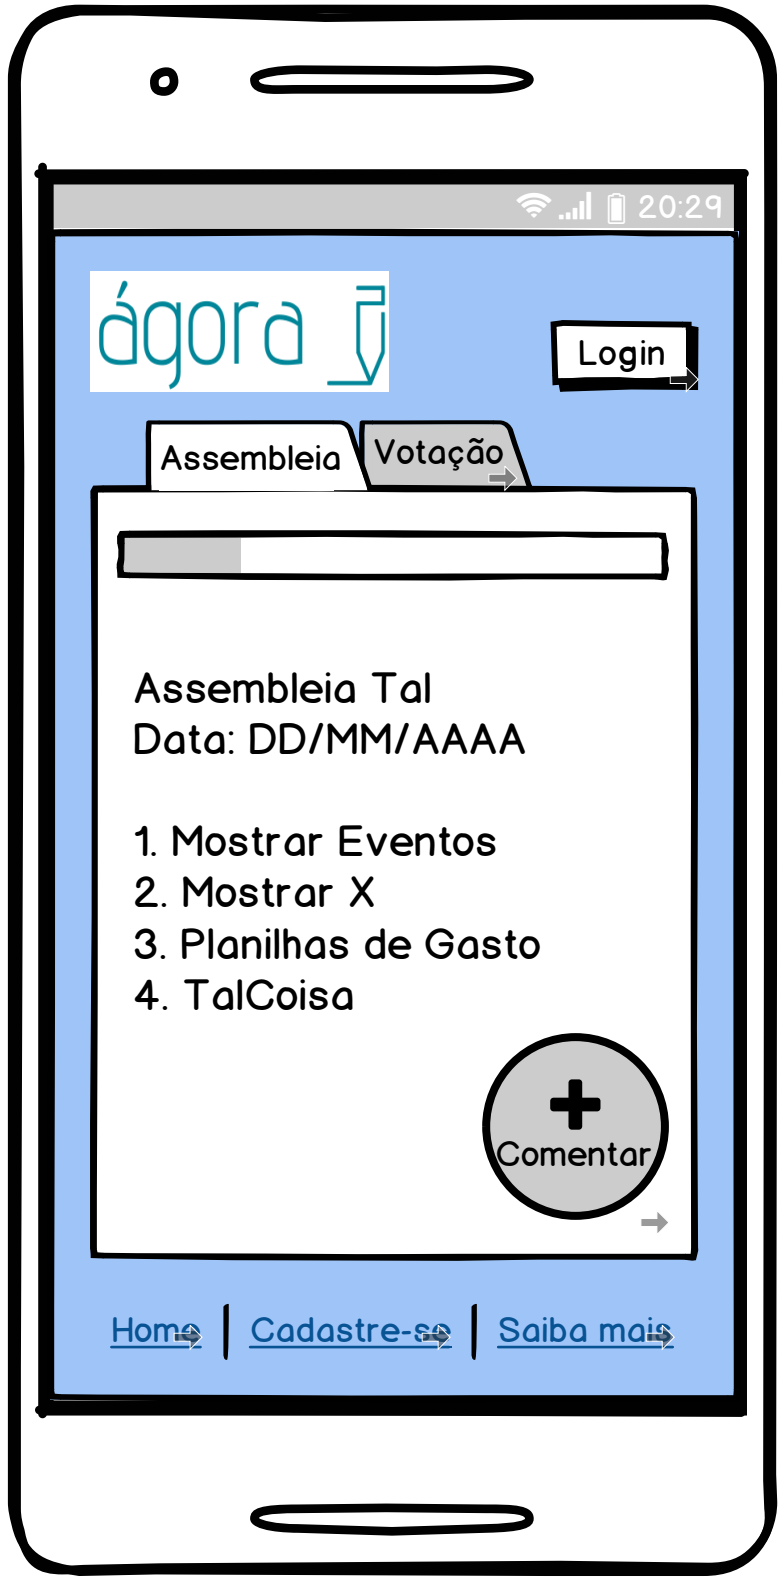 20:29
ágora
Login
Assembleia
Votação
Assembleia Tal
Data: DD/MM/AAAA
1. Mostrar Eventos
2. Mostrar X
3. Planilhas de Gasto
4. TalCoisa
Comentar
Home | Cadastre-se | Saiba mais